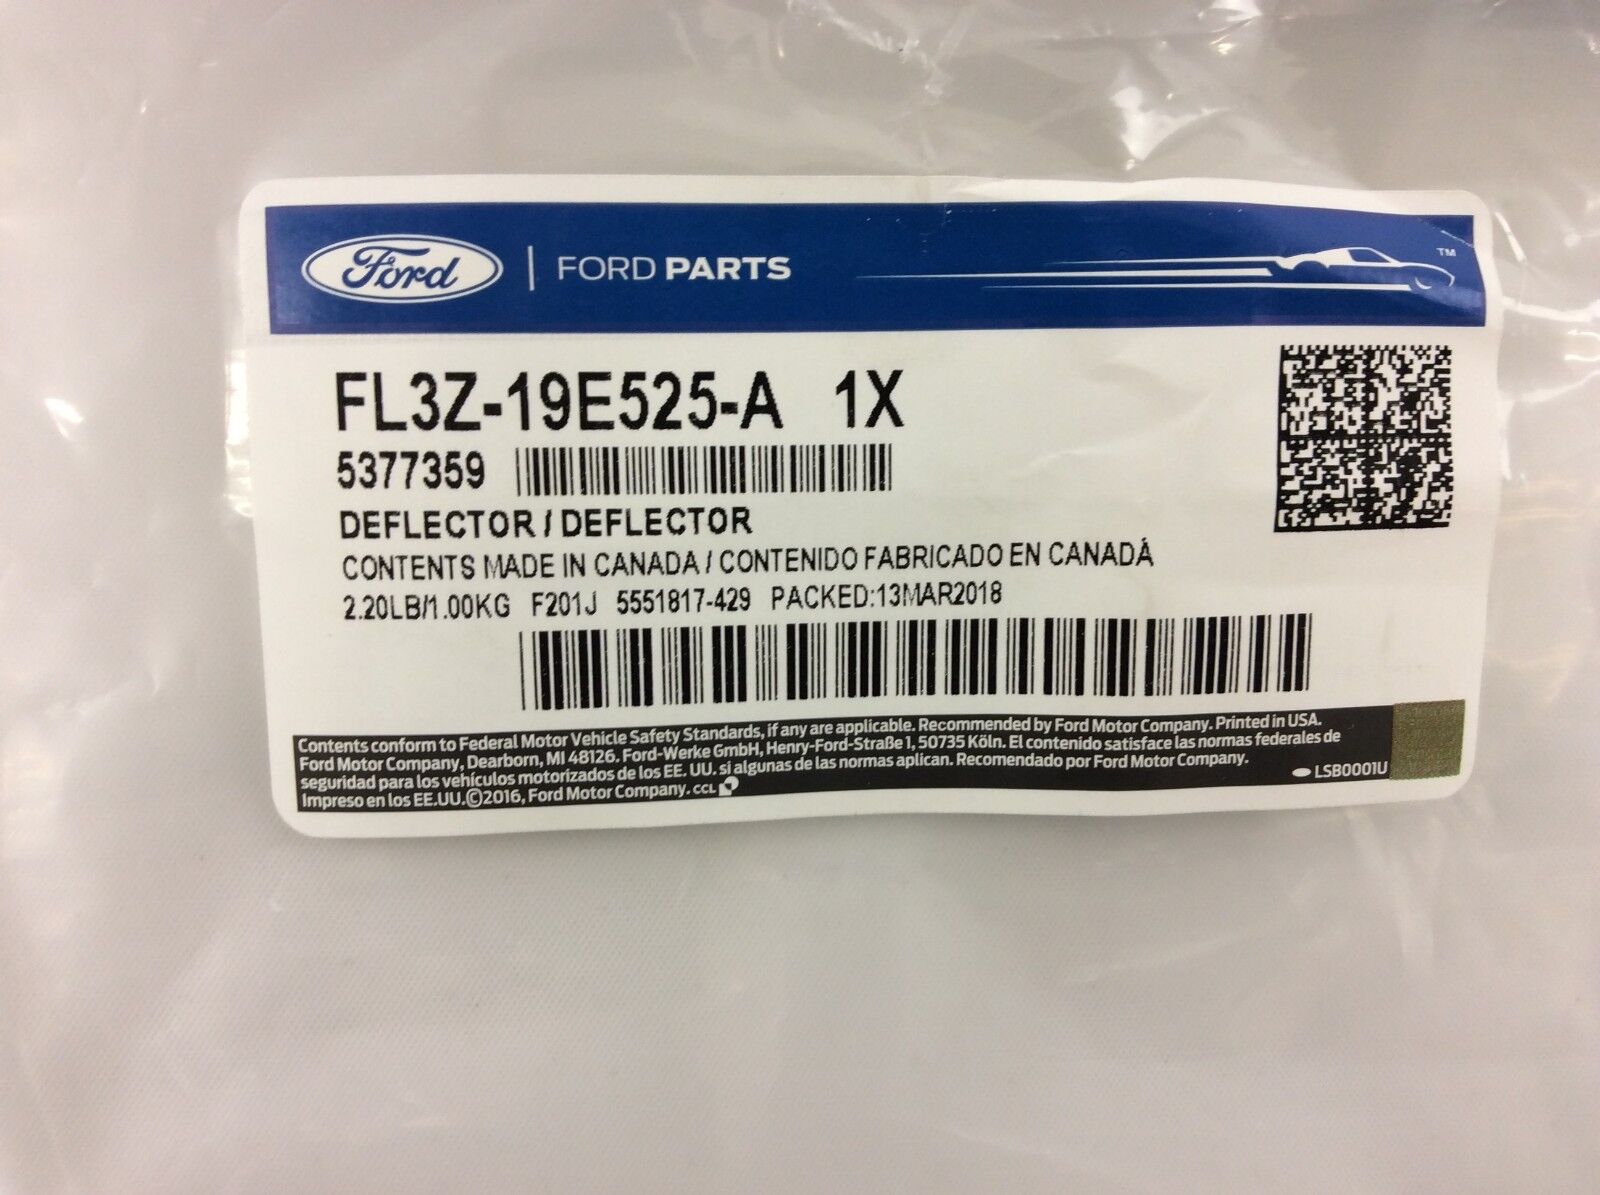 Ford | FORD PARTS ™
FL3Z-19E525-A 1X
5377359
DEFLECTOR / DEFLECTOR
CONTENTS MADE IN CANADA / CONTENIDO FABRICADO EN CANADÁ
2.20LB/1.00KG F201J 5551817-429 PACKED:13MAR2018
Contents conform to Federal Motor Vehicle Safety Standards, if any are applicable. Recommended by Ford Motor Company. Printed in USA.
Ford Motor Company, Dearborn, MI 48126. Ford-Werke GmbH, Henry-Ford-Straße 1, 50735 Köln. El contenido satisface las normas federales de
seguridad para los vehículos motorizados de los EE. UU. si algunas de las normas aplican. Recomendado por Ford Motor Company.
Impreso en los EE.UU.©2016, Ford Motor Company. CCL
LSB0001U